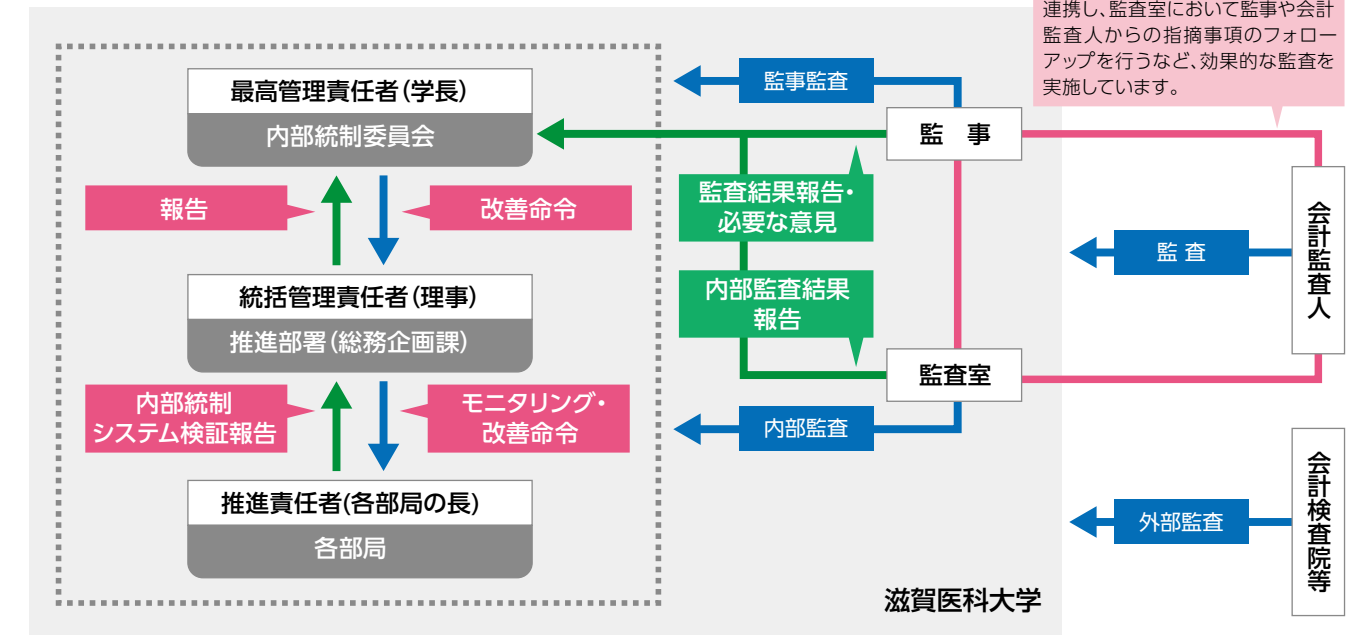 連携し、監査室において監事や会計
監査人からの指摘事項のフォロー
アップを行うなど、効果的な監査を
実施しています。
最高管理責任者(学長)
内部統制委員会
報告
改善命令
統括管理責任者(理事)
推進部署(総務企画課)
内部統制
システム検証報告
モニタリング・
改善命令
推進責任者(各部局の長)
各部局
監事監査
監 事
監査結果報告・
必要な意見
内部監査結果
報告
監査室
内部監査
監 査
会計監査人
外部監査
会計検査院等
滋賀医科大学